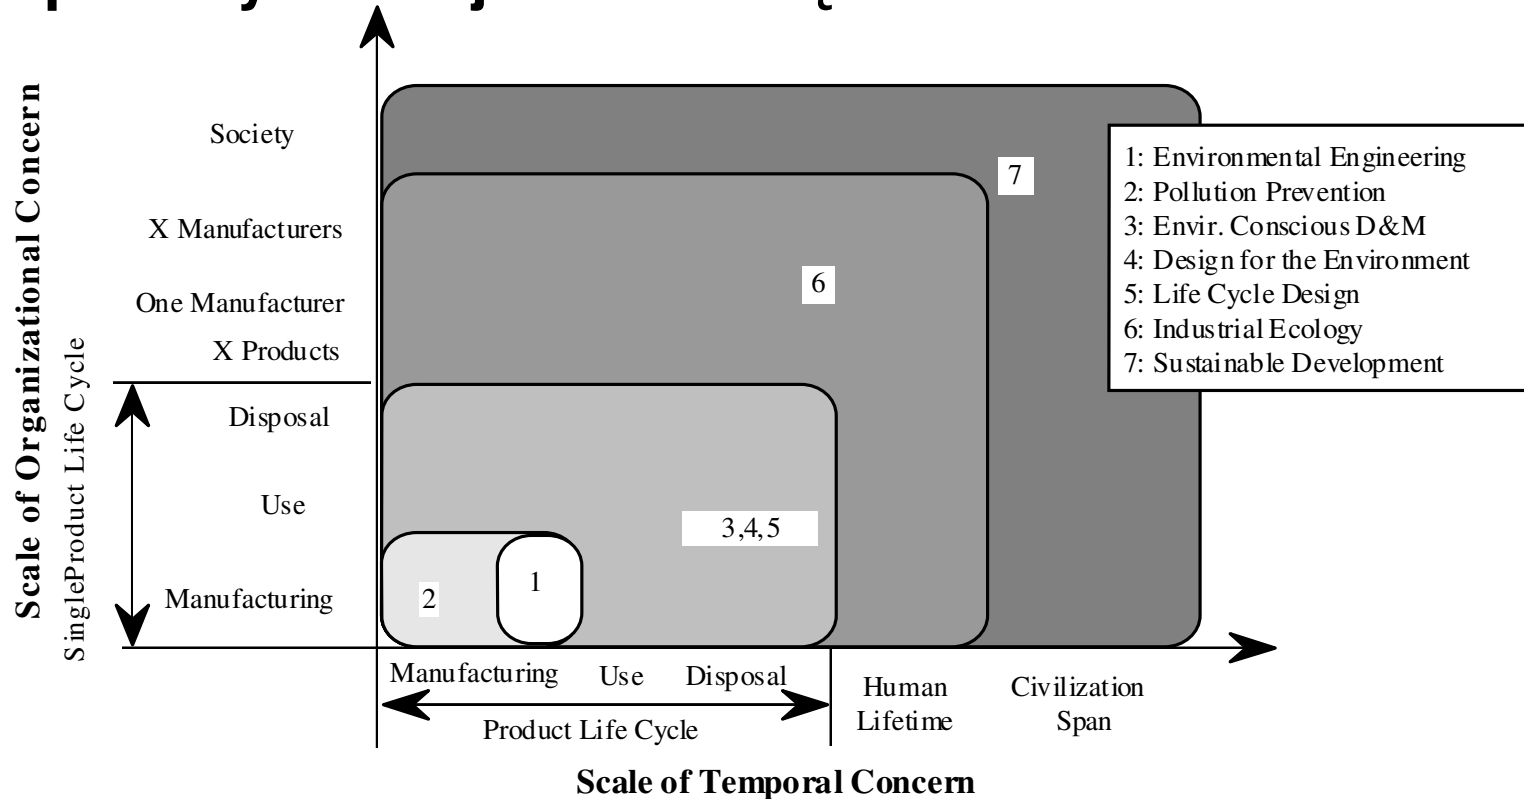 Scale of Organizational Concern
SingleProduct Life Cycle
Society
X Manufacturers
One Manufacturer
X Products
Disposal
Use
Manufacturing
7
6
3,4,5
2
1
1: Environmental Engineering
2: Pollution Prevention
3: Envir. Conscious D&M
4: Design for the Environment
5: Life Cycle Design
6: Industrial Ecology
7: Sustainable Development
Manufacturing Use Disposal
Product Life Cycle
Human
Lifetime
Civilization
Span
Scale of Temporal Concern